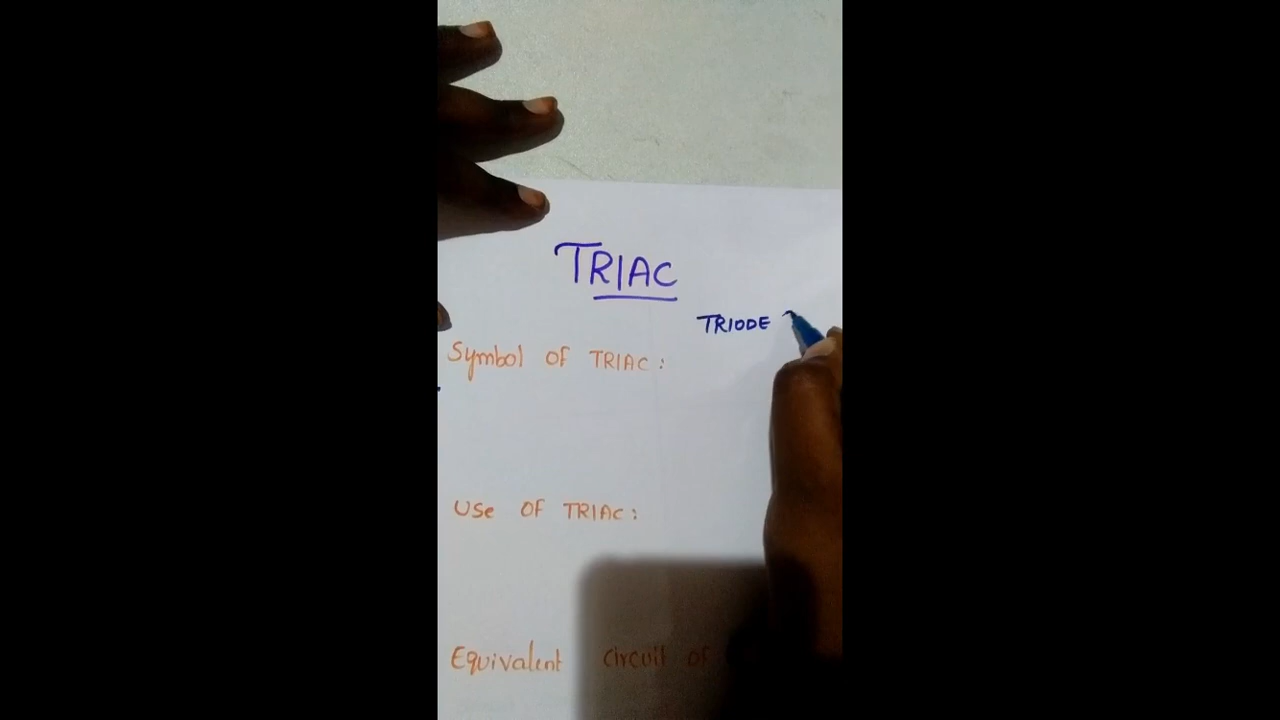 TRIAC
TRIODE
Symbol of TRIAC:
Use OF TRIAC:
Equivalent circuit of